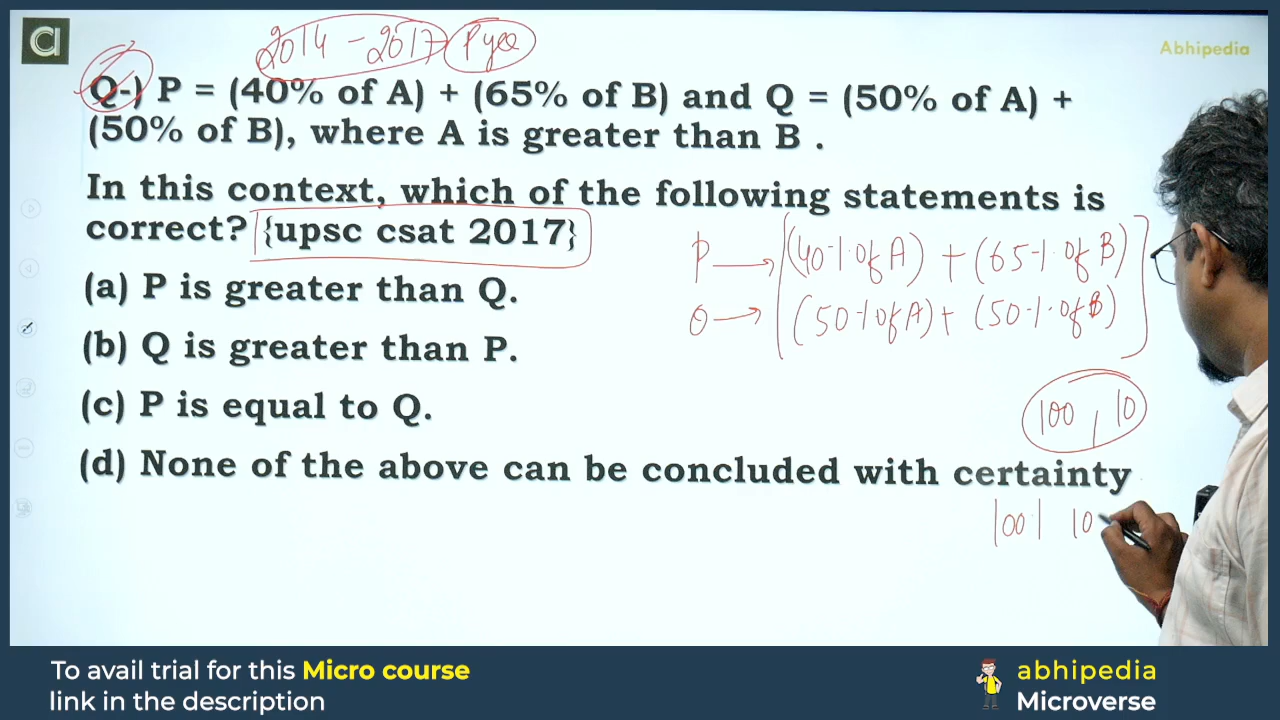 2014 - 2017 Pyqs
Abhipedia
Q-) P = (40% of A) + (65% of B) and Q = (50% of A) +
(50% of B), where A is greater than B .
In this context, which of the following statements is
correct? {upsc csat 2017}
P → (40% of A) + (65% of B)
Q → (50% of A) + (50% of B)
(a) P is greater than Q.
(b) Q is greater than P.
(c) P is equal to Q.
100, 10
(d) None of the above can be concluded with certainty
To avail trial for this Micro course
link in the description
abhipedia
Microverse